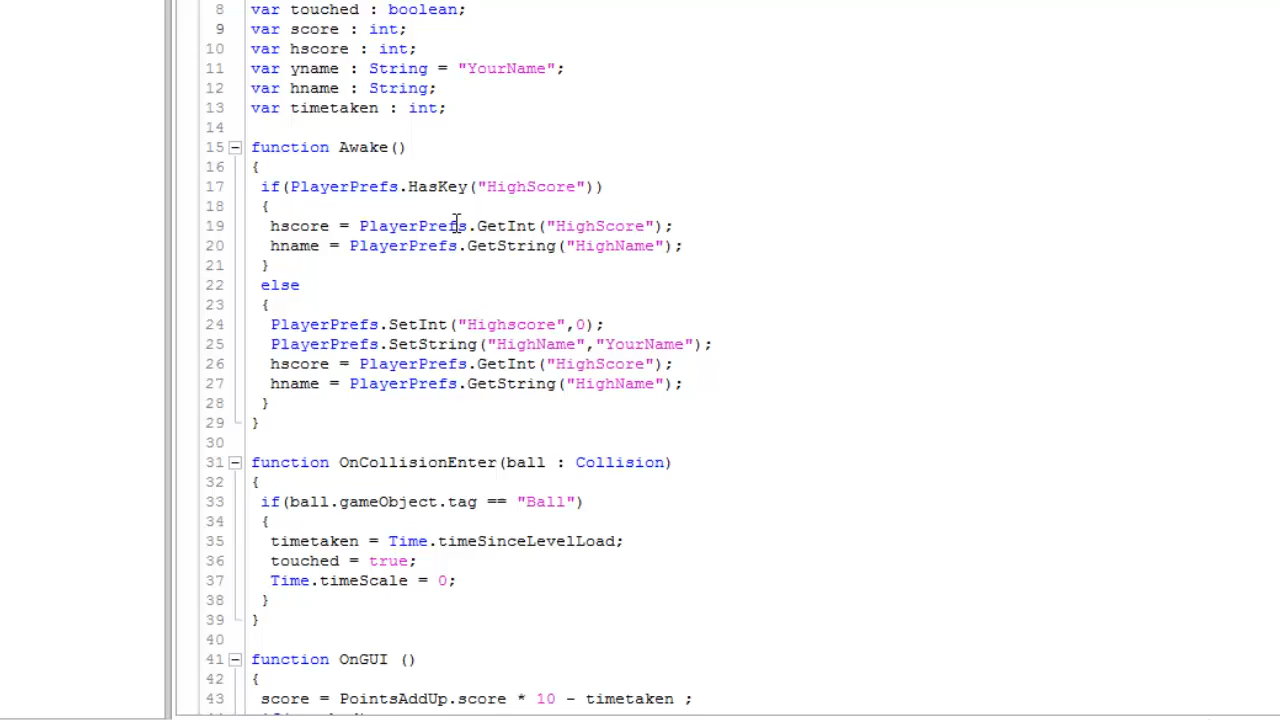 8 var touched : boolean;
9 var score : int;
10 var hscore : int;
11 var yname : String = "YourName";
12 var hname : String;
13 var timetaken : int;
14
15 function Awake()
16 {
17 if(PlayerPrefs.HasKey("HighScore"))
18 {
19 hscore = PlayerPrefs.GetInt("HighScore");
20 hname = PlayerPrefs.GetString("HighName");
21 }
22 else
23 {
24 PlayerPrefs.SetInt("Highscore",0);
25 PlayerPrefs.SetString("HighName","YourName");
26 hscore = PlayerPrefs.GetInt("HighScore");
27 hname = PlayerPrefs.GetString("HighName");
28 }
29 }
30
31 function OnCollisionEnter(ball : Collision)
32 {
33 if(ball.gameObject.tag == "Ball")
34 {
35 timetaken = Time.timeSinceLevelLoad;
36 touched = true;
37 Time.timeScale = 0;
38 }
39 }
40
41 function OnGUI ()
42 {
43 score = PointsAddUp.score * 10 - timetaken ;